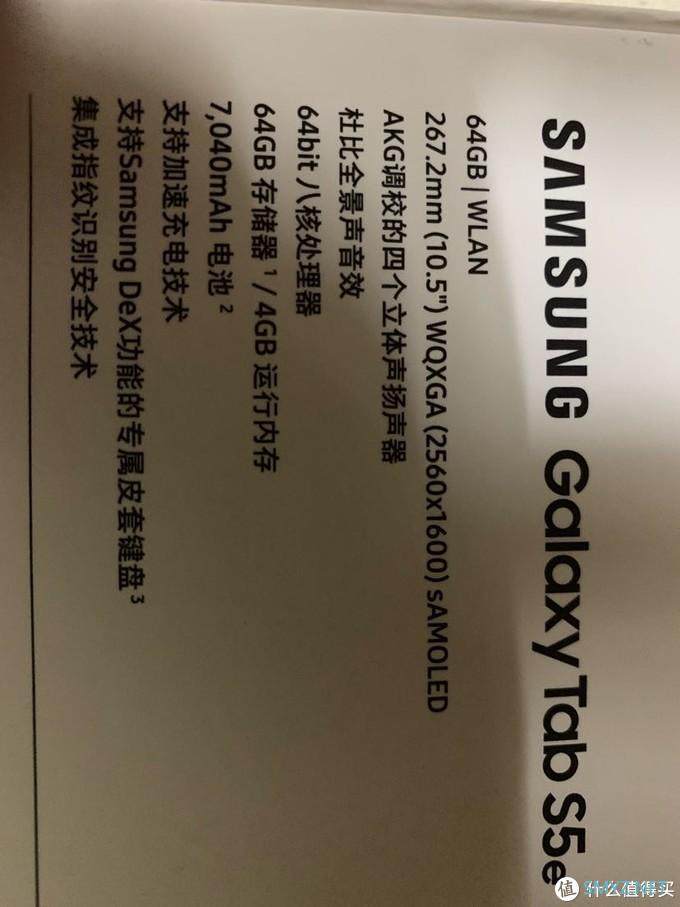 SAMSUNG Galaxy Tab S5e
64GB | WLAN
267.2mm (10.5") WQXGA (2560x1600) sAMOLED
AKG调校的四个立体声扬声器
杜比全景声音效
64bit 八核处理器
64GB 存储器¹ / 4GB 运行内存
7,040mAh 电池²
支持加速充电技术
支持Samsung DeX功能的专属皮套键盘³
集成指纹识别安全技术
值 什么值得买